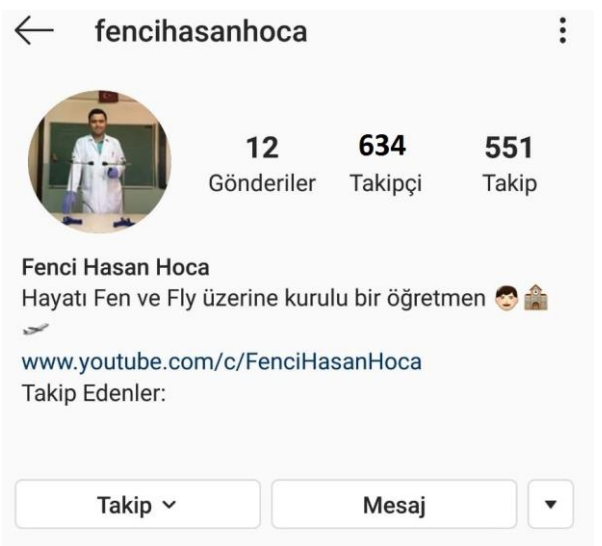 fencihasanhoca
12 634 551
Gönderiler Takipçi Takip
Fenci Hasan Hoca
Hayatı Fen ve Fly üzerine kurulu bir öğretmen
www.youtube.com/c/FenciHasanHoca
Takip Edenler:
Takip Mesaj